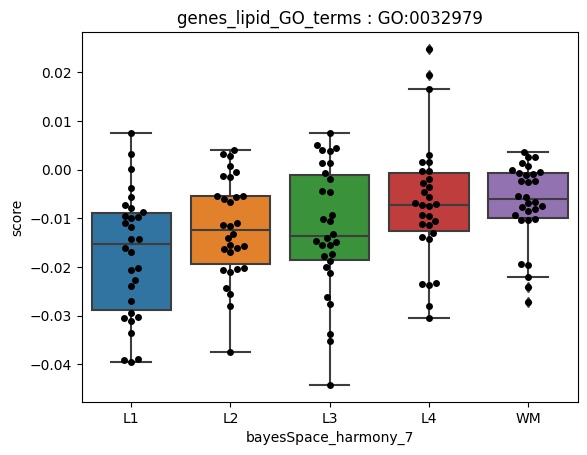 genes_lipid_GO_terms : GO:0032979
score
0.02
0.01
0.00
−0.01
−0.02
−0.03
−0.04
L1 L2 L3 L4 WM
bayesSpace_harmony_7